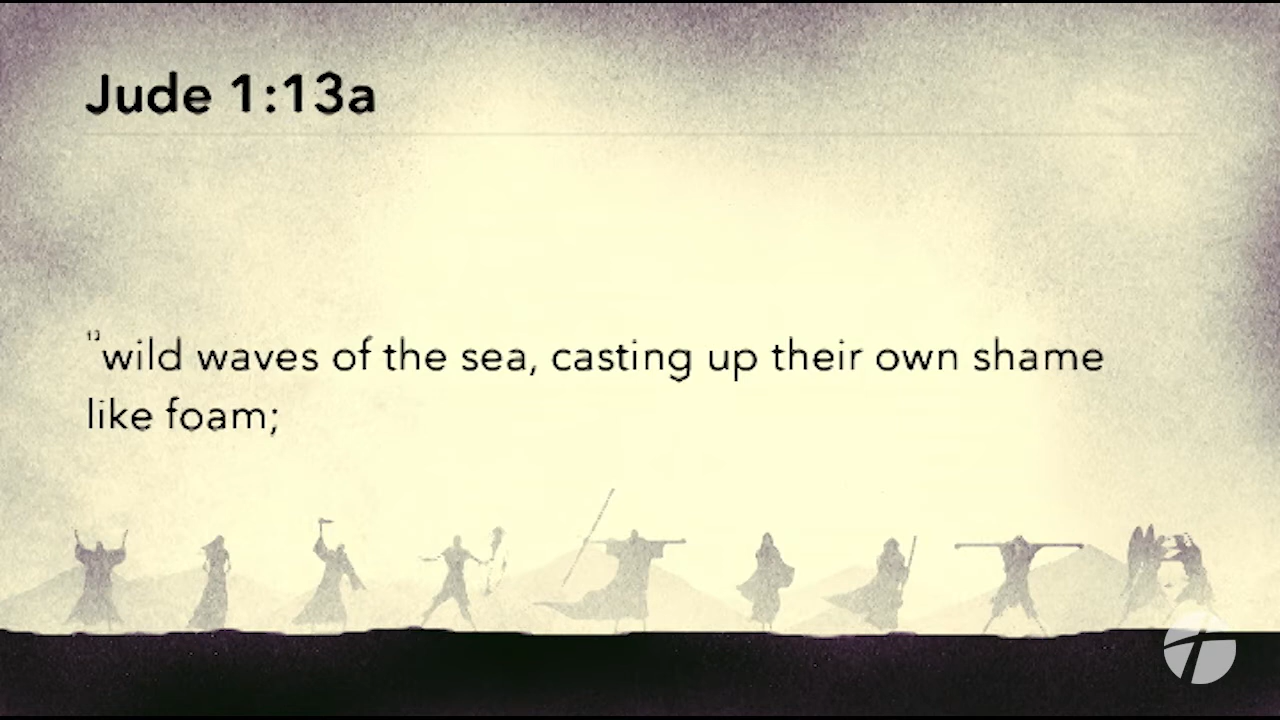 Jude 1:13a
13wild waves of the sea, casting up their own shame
like foam;